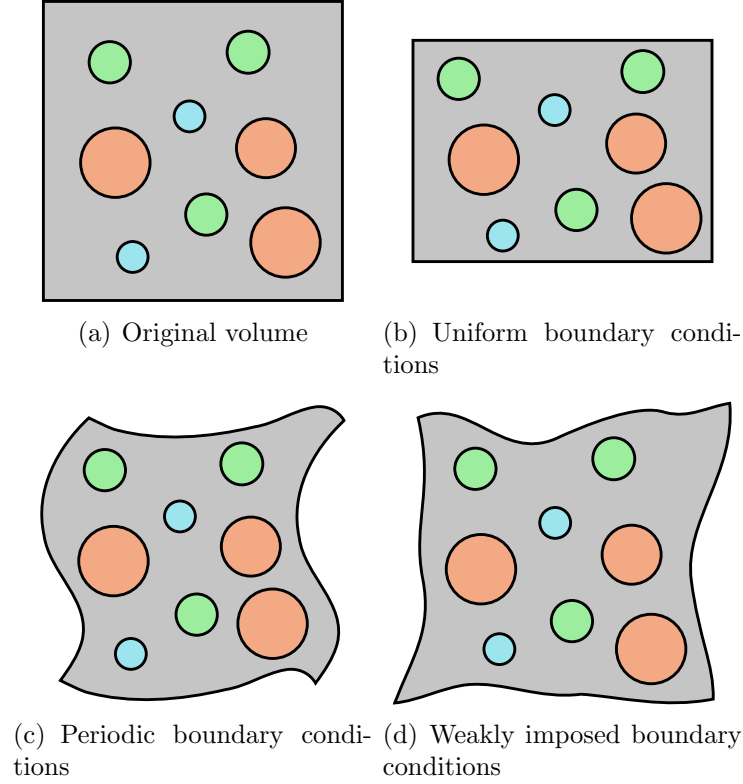 (a) Original volume
(b) Uniform boundary condi-
tions
(c) Periodic boundary condi-
tions
(d) Weakly imposed boundary
conditions